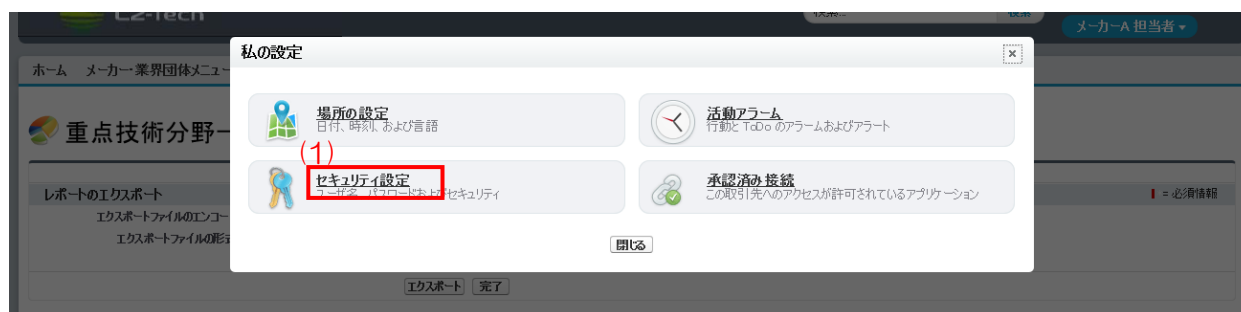 L2-Tech
検索...
検索
メーカーA 担当者
ホーム メーカー・業界団体メニュー
私の設定
重点技術分野一
場所の設定
日付、時刻、および言語
活動アラーム
行動と ToDo のアラームおよびアラート
(1)
セキュリティ設定
ユーザ名、パスワードおよびセキュリティ
承認済み接続
この取引先へのアクセスが許可されているアプリケーション
レポートのエクスポート
= 必須情報
エクスポートファイルのエンコー
エクスポートファイルの形式
閉じる
エクスポート 完了